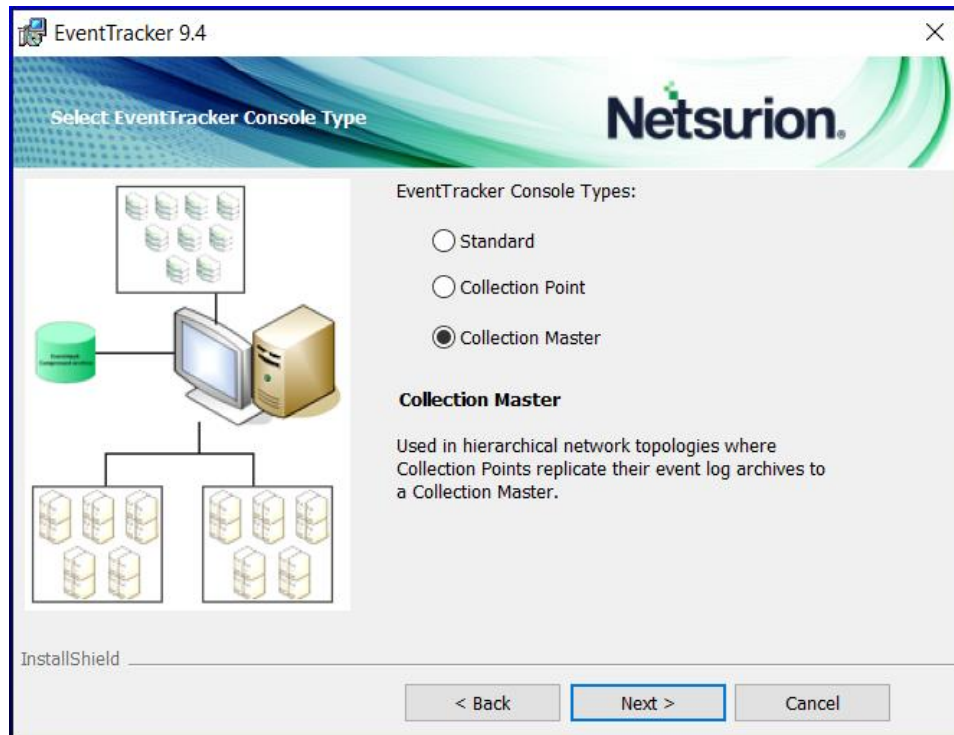 EventTracker 9.4
Select EventTracker Console Type
Netsurion.
EventTracker Console Types:
Standard
Collection Point
Collection Master
Collection Master
Used in hierarchical network topologies where
Collection Points replicate their event log archives to
a Collection Master.
InstallShield
< Back
Next >
Cancel